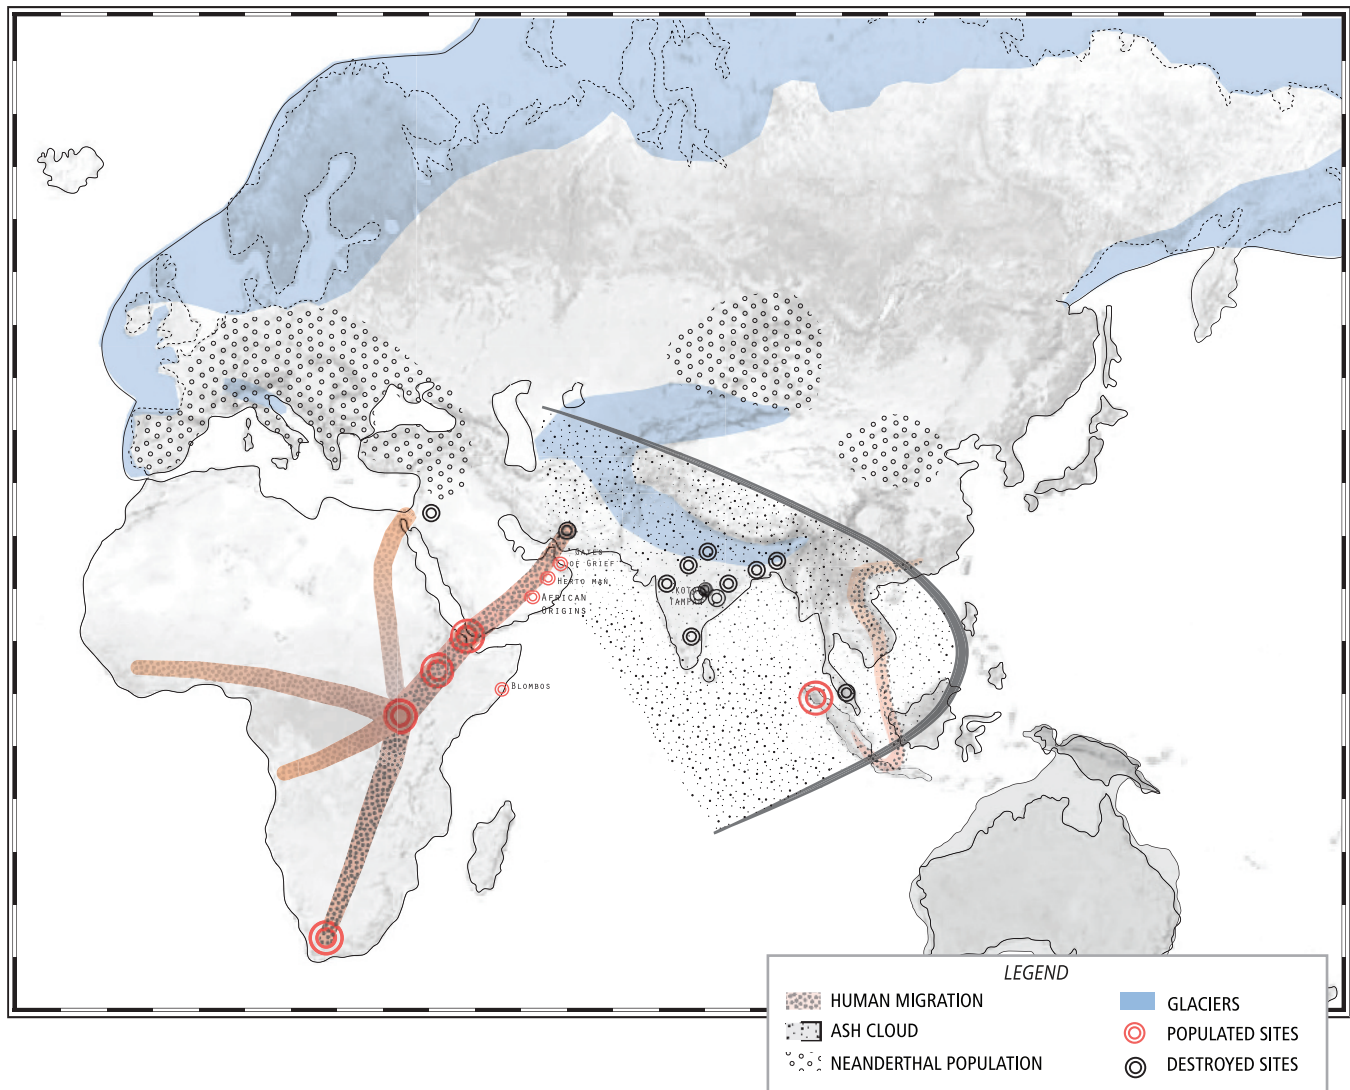 GATES
OF GRIEF
HERTO MAN
AFRICAN
ORIGINS
BLOMBOS
LEGEND
HUMAN MIGRATION
ASH CLOUD
NEANDERTHAL POPULATION
GLACIERS
POPULATED SITES
DESTROYED SITES